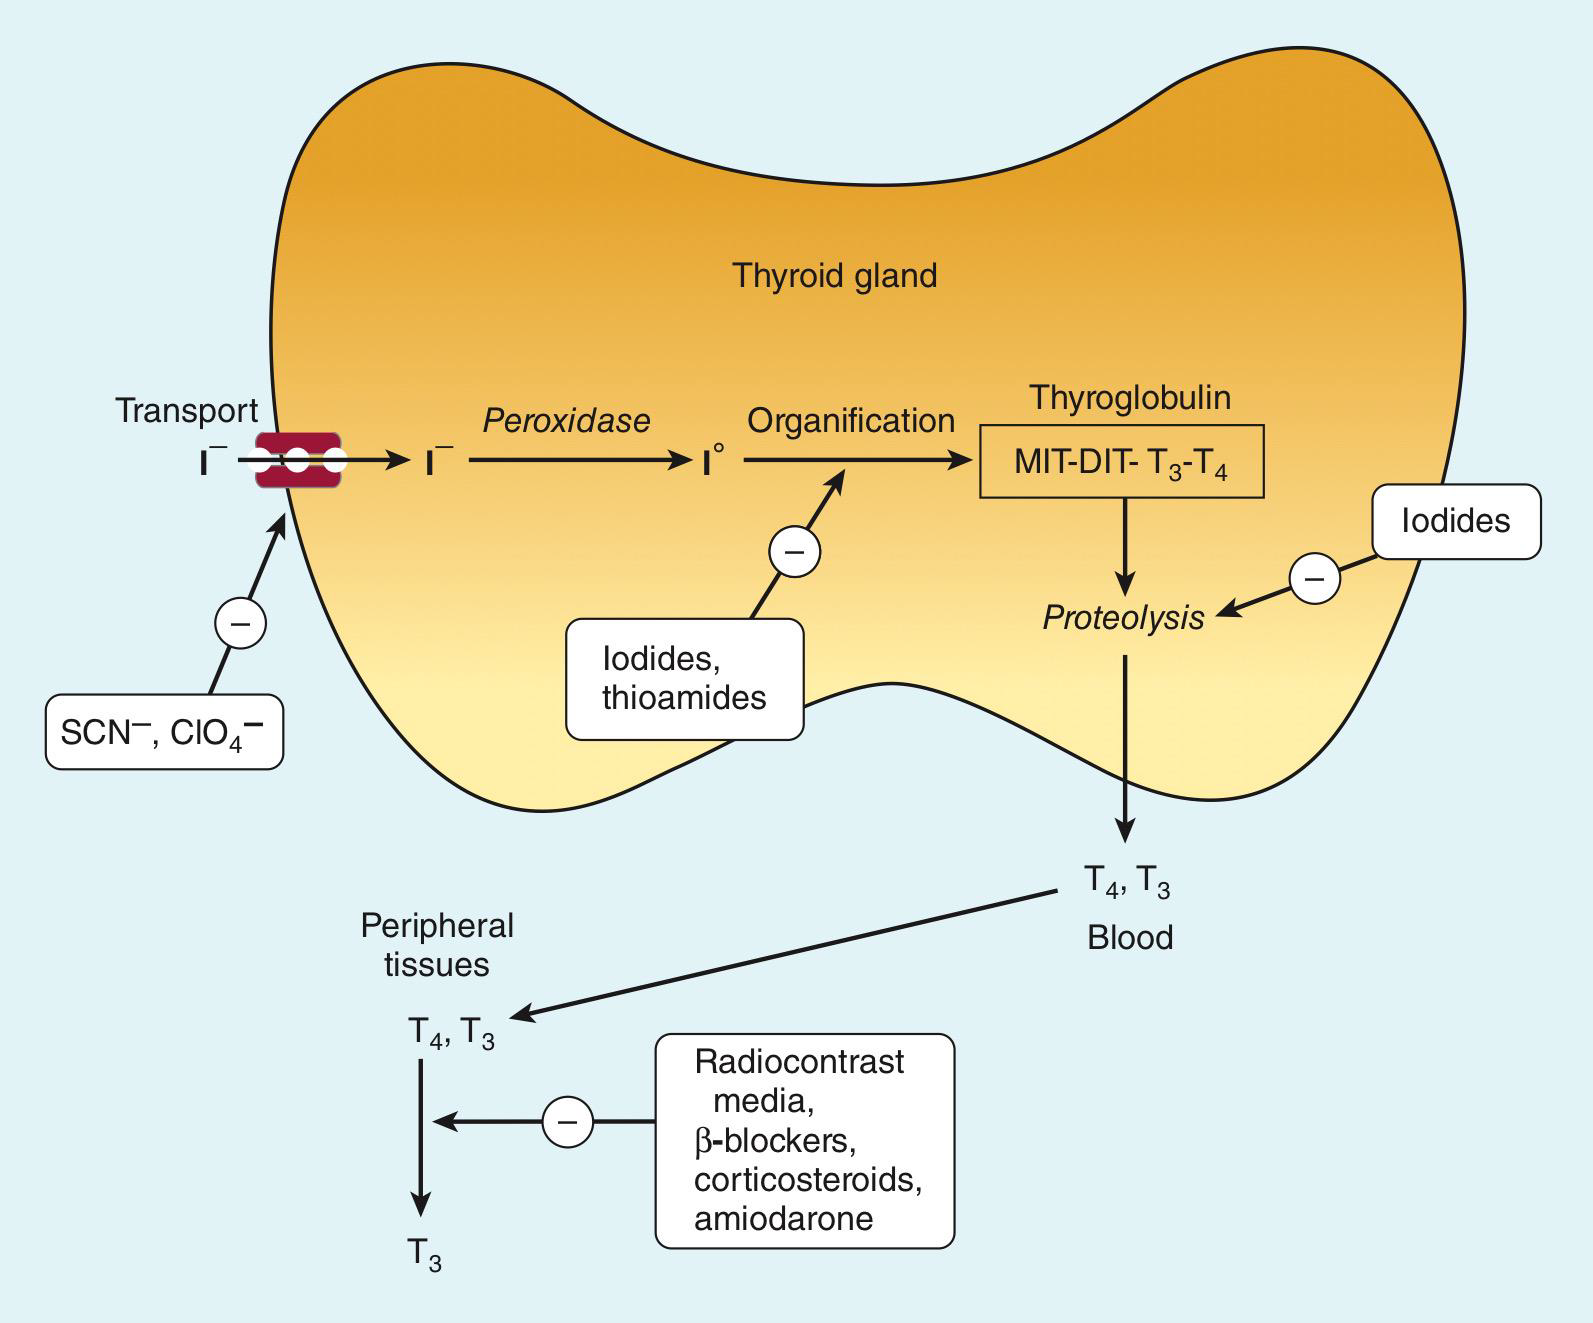 Thyroid gland
Transport
I⁻
I⁻
Peroxidase
I°
Organification
Thyroglobulin
MIT-DIT- T₃-T₄
Iodides
–
Proteolysis
–
Iodides,
thioamides
–
SCN⁻, ClO₄⁻
T₄, T₃
Blood
Peripheral
tissues
T₄, T₃
–
Radiocontrast
media,
β-blockers,
corticosteroids,
amiodarone
T₃